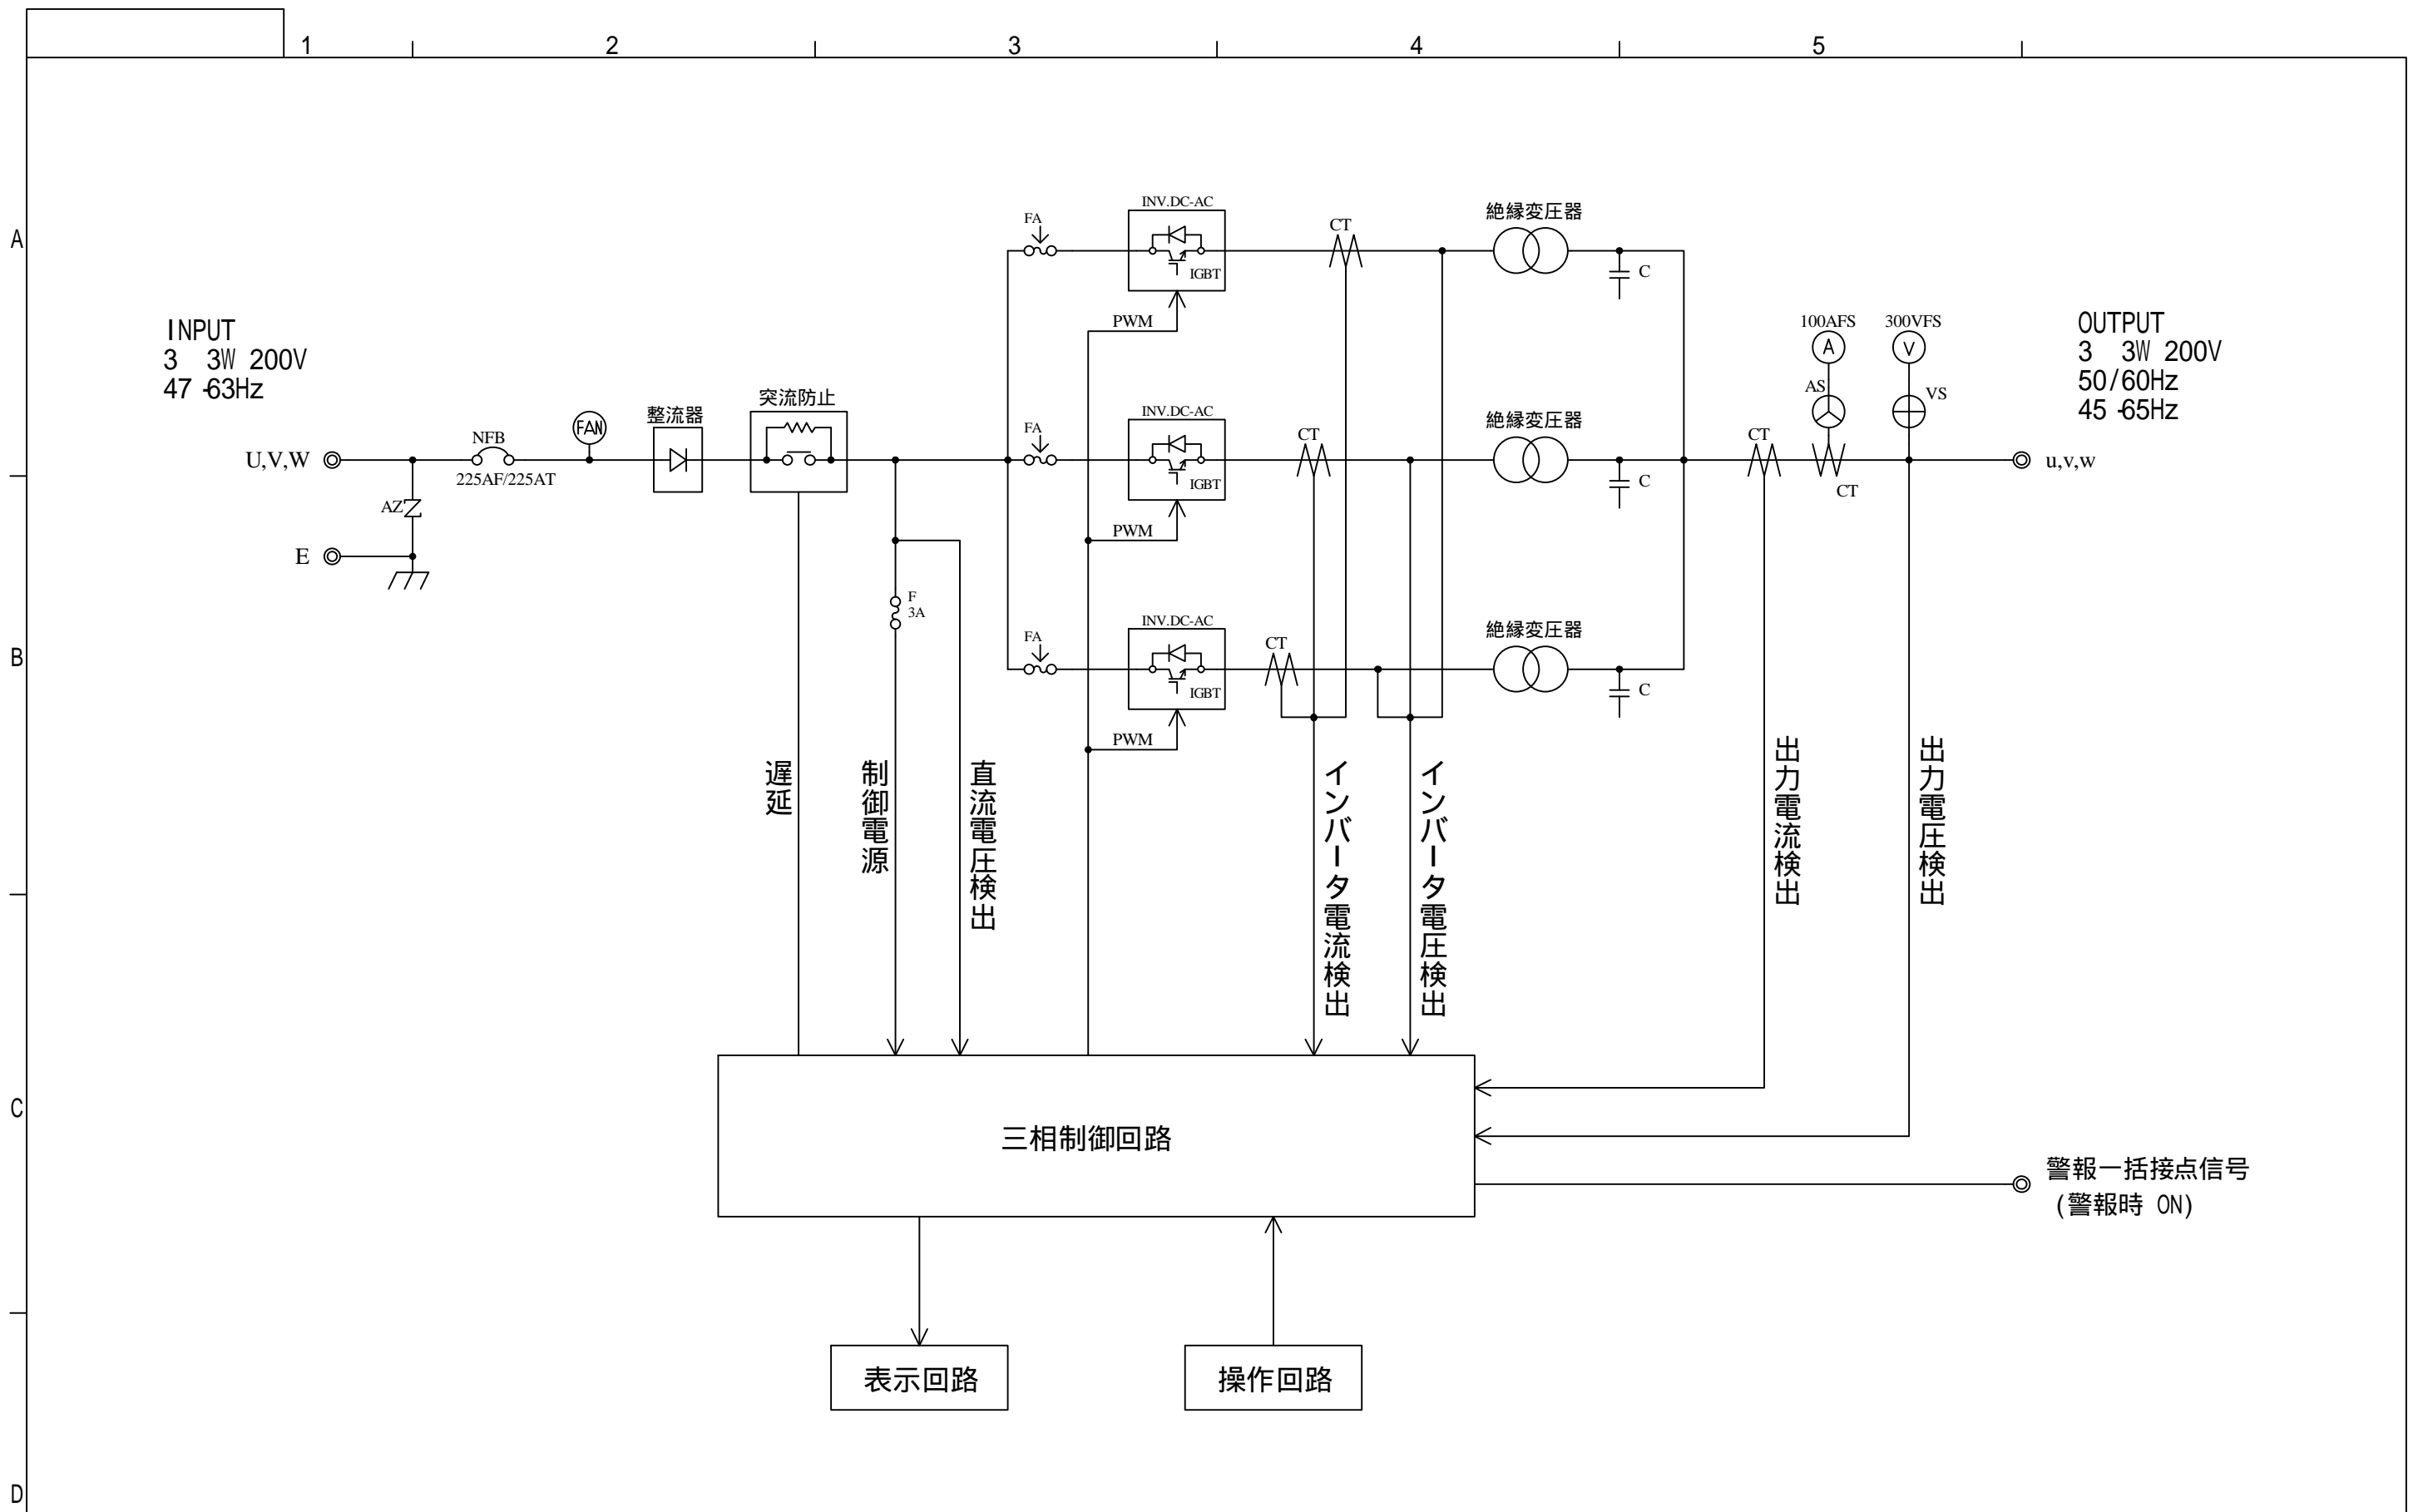 1 2 3 4 5
A
B
C
D
INPUT
3 3W 200V
47-63Hz
U,V,W
E
AZ
NFB
225AF/225AT
FAN
整流器
突流防止
F
3A
FA
INV.DC-AC
IGBT
PWM
CT
絶縁変圧器
C
FA
INV.DC-AC
IGBT
PWM
CT
絶縁変圧器
C
FA
INV.DC-AC
IGBT
PWM
CT
絶縁変圧器
C
100AFS
A
AS
300VFS
V
VS
CT
CT
OUTPUT
3 3W 200V
50/60Hz
45-65Hz
u,v,w
遅延
制御電源
直流電圧検出
インバータ電流検出
インバータ電圧検出
出力電流検出
出力電圧検出
三相制御回路
警報一括接点信号
(警報時 ON)
表示回路
操作回路